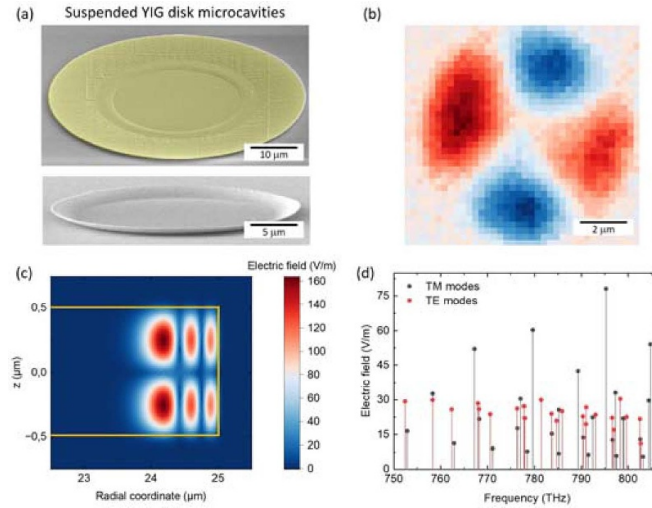 (a) Suspended YIG disk microcavities
10 µm
5 µm
(b)
2 µm
(c)
Electric field (V/m)
160
140
120
100
80
60
40
20
0
0,5
0,0
−0,5
z (µm)
23 24 25
Radial coordinate (µm)
(d)
TM modes
TE modes
75
60
45
30
15
0
Electric field (V/m)
750 760 770 780 790 800
Frequency (THz)